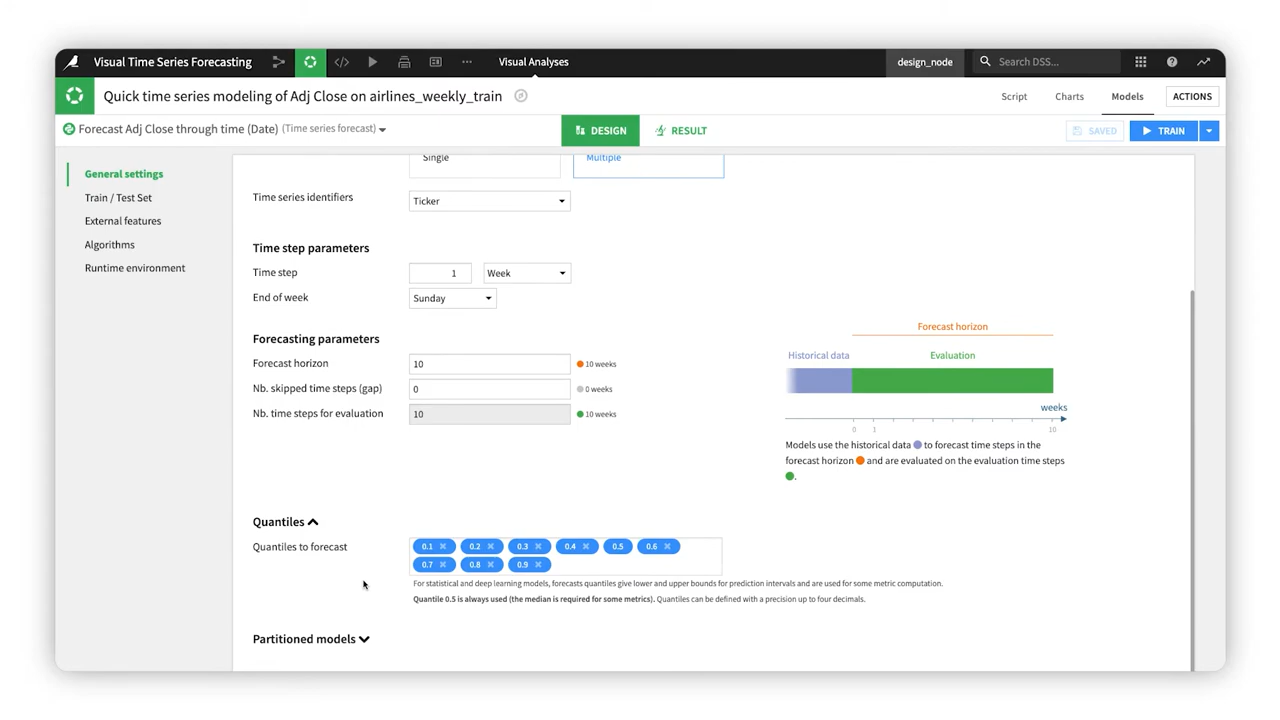 Visual Time Series Forecasting
Visual Analyses
design_node
Search DSS...
Quick time series modeling of Adj Close on airlines_weekly_train
Script
Charts
Models
ACTIONS
Forecast Adj Close through time (Date) (Time series forecast)
DESIGN
RESULT
SAVED
TRAIN
General settings
Train / Test Set
External features
Algorithms
Runtime environment
Single
Multiple
Time series identifiers
Ticker
Time step parameters
Time step
1
Week
End of week
Sunday
Forecasting parameters
Forecast horizon
10
10 weeks
Nb. skipped time steps (gap)
0
0 weeks
Nb. time steps for evaluation
10
10 weeks
Forecast horizon
Historical data
Evaluation
weeks
0 1 10
Models use the historical data to forecast time steps in the
forecast horizon and are evaluated on the evaluation time steps
.
Quantiles
Quantiles to forecast
0.1 0.2 0.3 0.4 0.5 0.6
0.7 0.8 0.9
For statistical and deep learning models, forecasts quantiles give lower and upper bounds for prediction intervals and are used for some metric computation.
Quantile 0.5 is always used (the median is required for some metrics). Quantiles can be defined with a precision up to four decimals.
Partitioned models